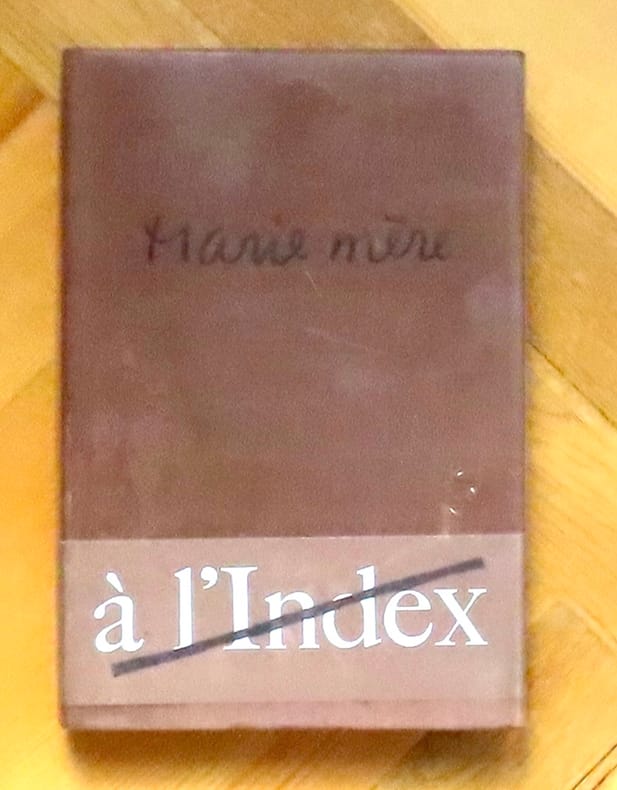 Marie mère
à l'Index